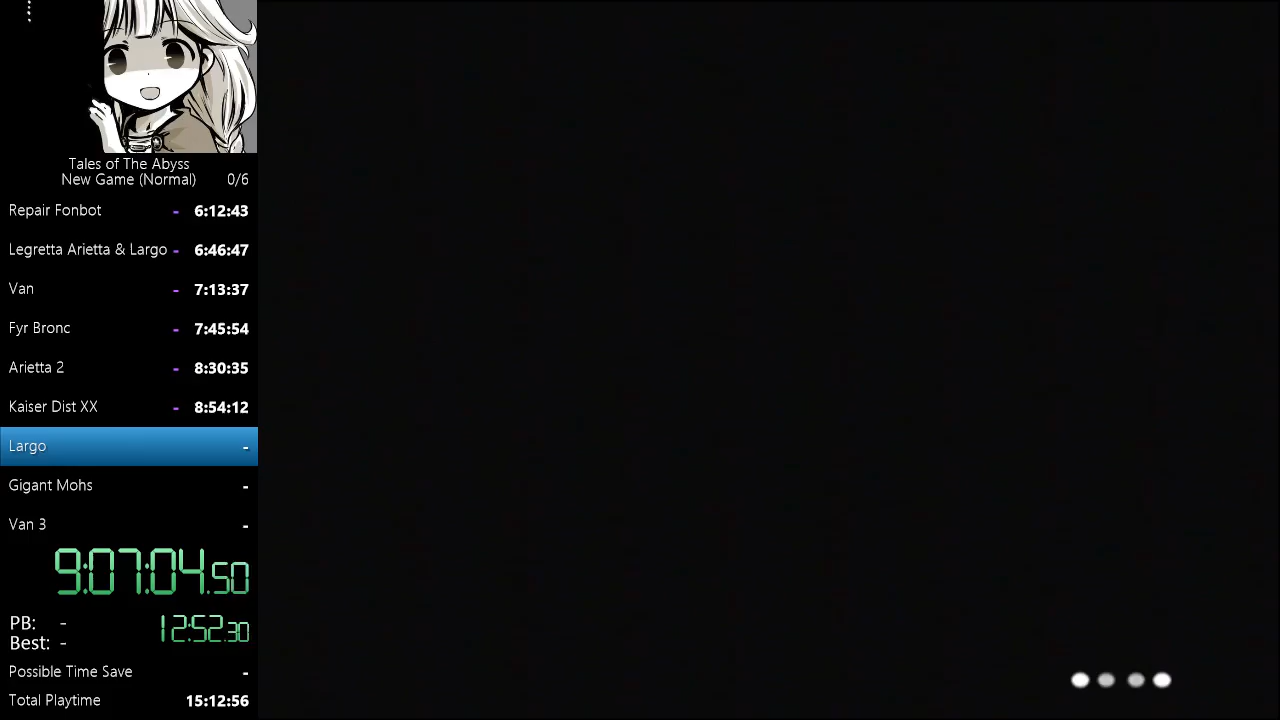 Tales of The Abyss
New Game (Normal) 0/6
Repair Fonbot - 6:12:43
Legretta Arietta & Largo - 6:46:47
Van - 7:13:37
Fyr Bronc - 7:45:54
Arietta 2 - 8:30:35
Kaiser Dist XX - 8:54:12
Largo -
Gigant Mohs -
Van 3 -
9:07:04.50
PB: - 12:52.30
Best: -
Possible Time Save -
Total Playtime 15:12:56